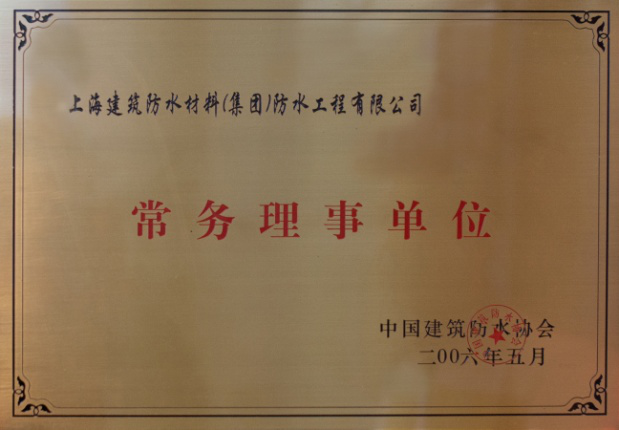 上海建筑防水材料(集团)防水工程有限公司
常务理事单位
中国建筑防水协会
二00六年五月